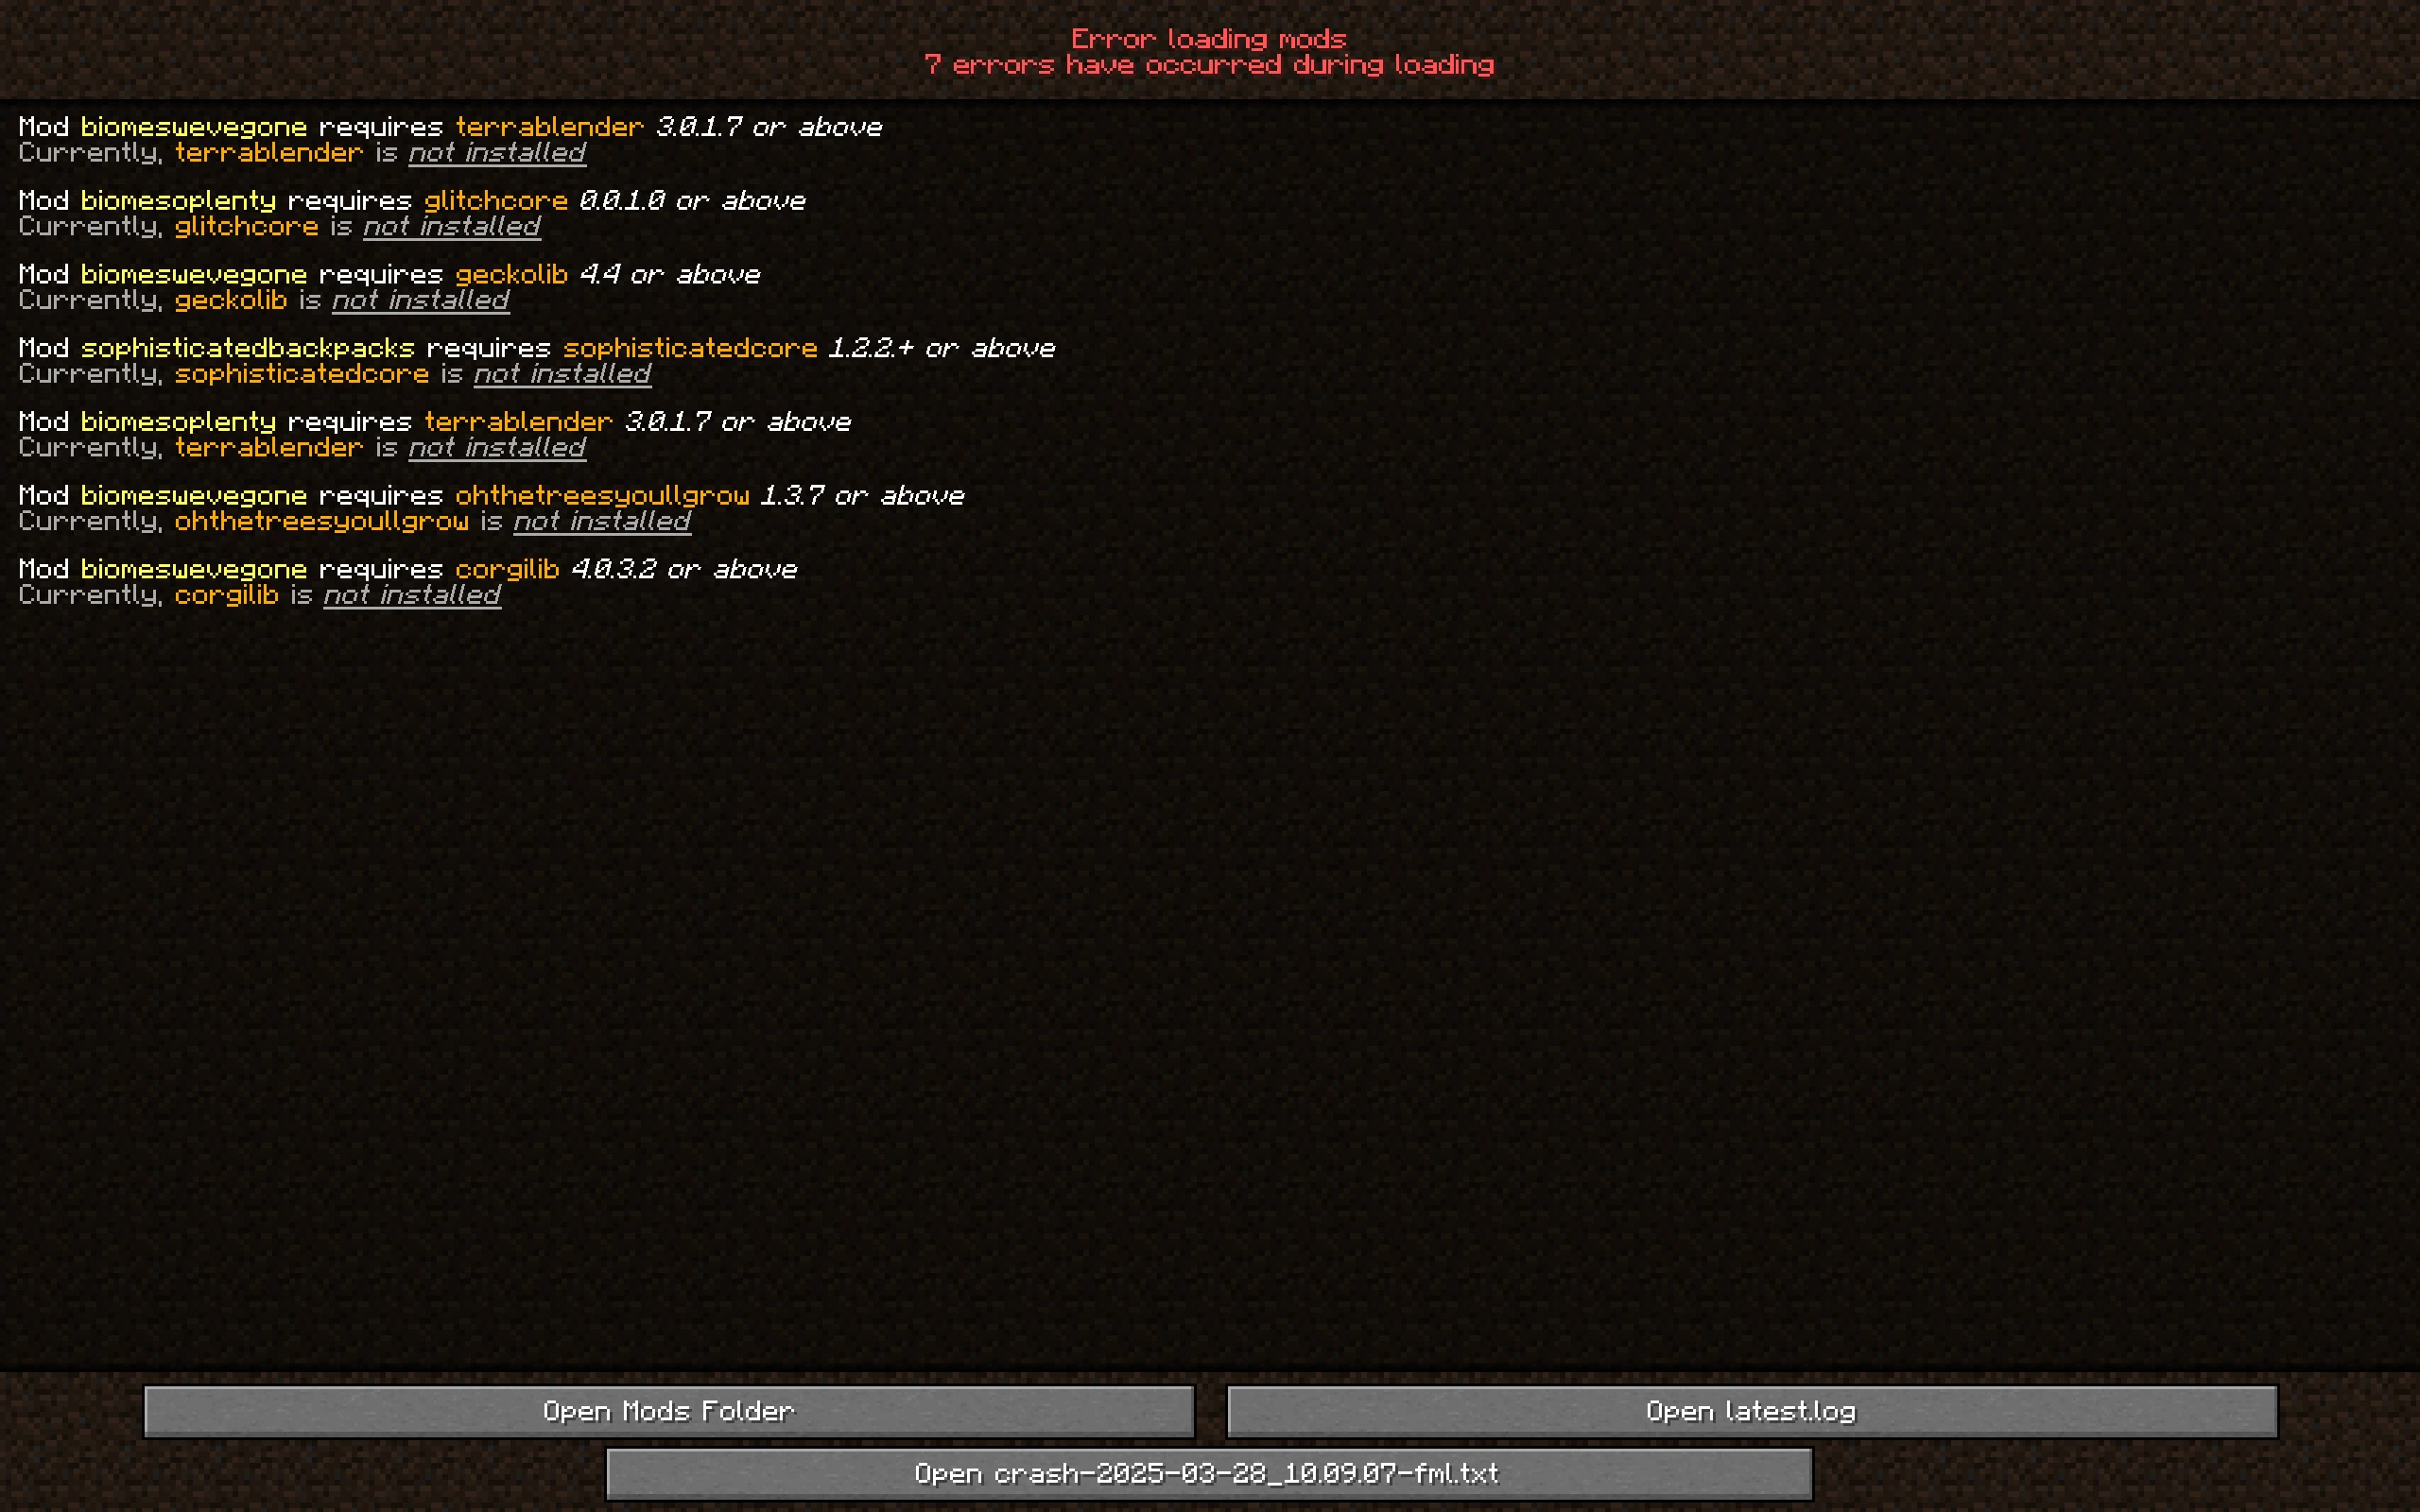 Error loading mods
7 errors have occurred during loading
Mod biomeswevegone requires terrablender 3.0.1.7 or above
Currently, terrablender is not installed
Mod biomesoplenty requires glitchcore 0.0.1.0 or above
Currently, glitchcore is not installed
Mod biomeswevegone requires geckolib 4.4 or above
Currently, geckolib is not installed
Mod sophisticatedbackpacks requires sophisticatedcore 1.2.2.+ or above
Currently, sophisticatedcore is not installed
Mod biomesoplenty requires terrablender 3.0.1.7 or above
Currently, terrablender is not installed
Mod biomeswevegone requires ohthetreesyoullgrow 1.3.7 or above
Currently, ohthetreesyoullgrow is not installed
Mod biomeswevegone requires corgilib 4.0.3.2 or above
Currently, corgilib is not installed
Open Mods Folder
Open latest.log
Open crash-2025-03-28_10.09.07-fml.txt